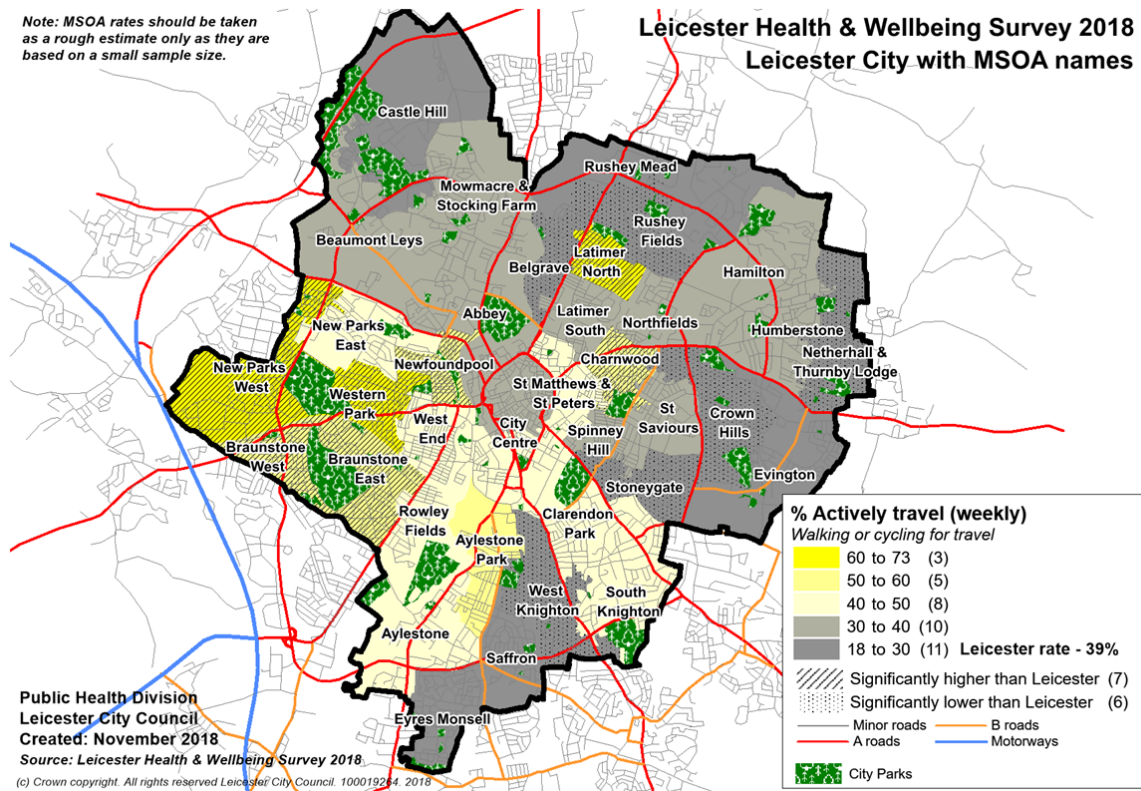 Note: MSOA rates should be taken
as a rough estimate only as they are
based on a small sample size.
Leicester Health & Wellbeing Survey 2018
Leicester City with MSOA names
Castle Hill
Rushey Mead
Mowmacre &
Stocking Farm
Rushey
Fields
Beaumont Leys
Latimer
North
Belgrave
Hamilton
Abbey
Latimer
South
New Parks
East
Northfields
Humberstone
Netherhall &
Thurnby Lodge
Newfoundpool
Charnwood
New Parks
West
Western
Park
St Matthews &
St Peters
West
End
St
Saviours
Crown
Hills
City
Centre
Spinney
Hill
Braunstone
West
Braunstone
East
Evington
Stoneygate
Rowley
Fields
Clarendon
Park
Aylestone
Park
West
Knighton
South
Knighton
Aylestone
Saffron
Eyres Monsell
% Actively travel (weekly)
Walking or cycling for travel
60 to 73 (3)
50 to 60 (5)
40 to 50 (8)
30 to 40 (10)
18 to 30 (11) Leicester rate - 39%
Significantly higher than Leicester (7)
Significantly lower than Leicester (6)
Minor roads B roads
A roads Motorways
City Parks
Public Health Division
Leicester City Council
Created: November 2018
Source: Leicester Health & Wellbeing Survey 2018
(c) Crown copyright. All rights reserved Leicester City Council. 100019264. 2018